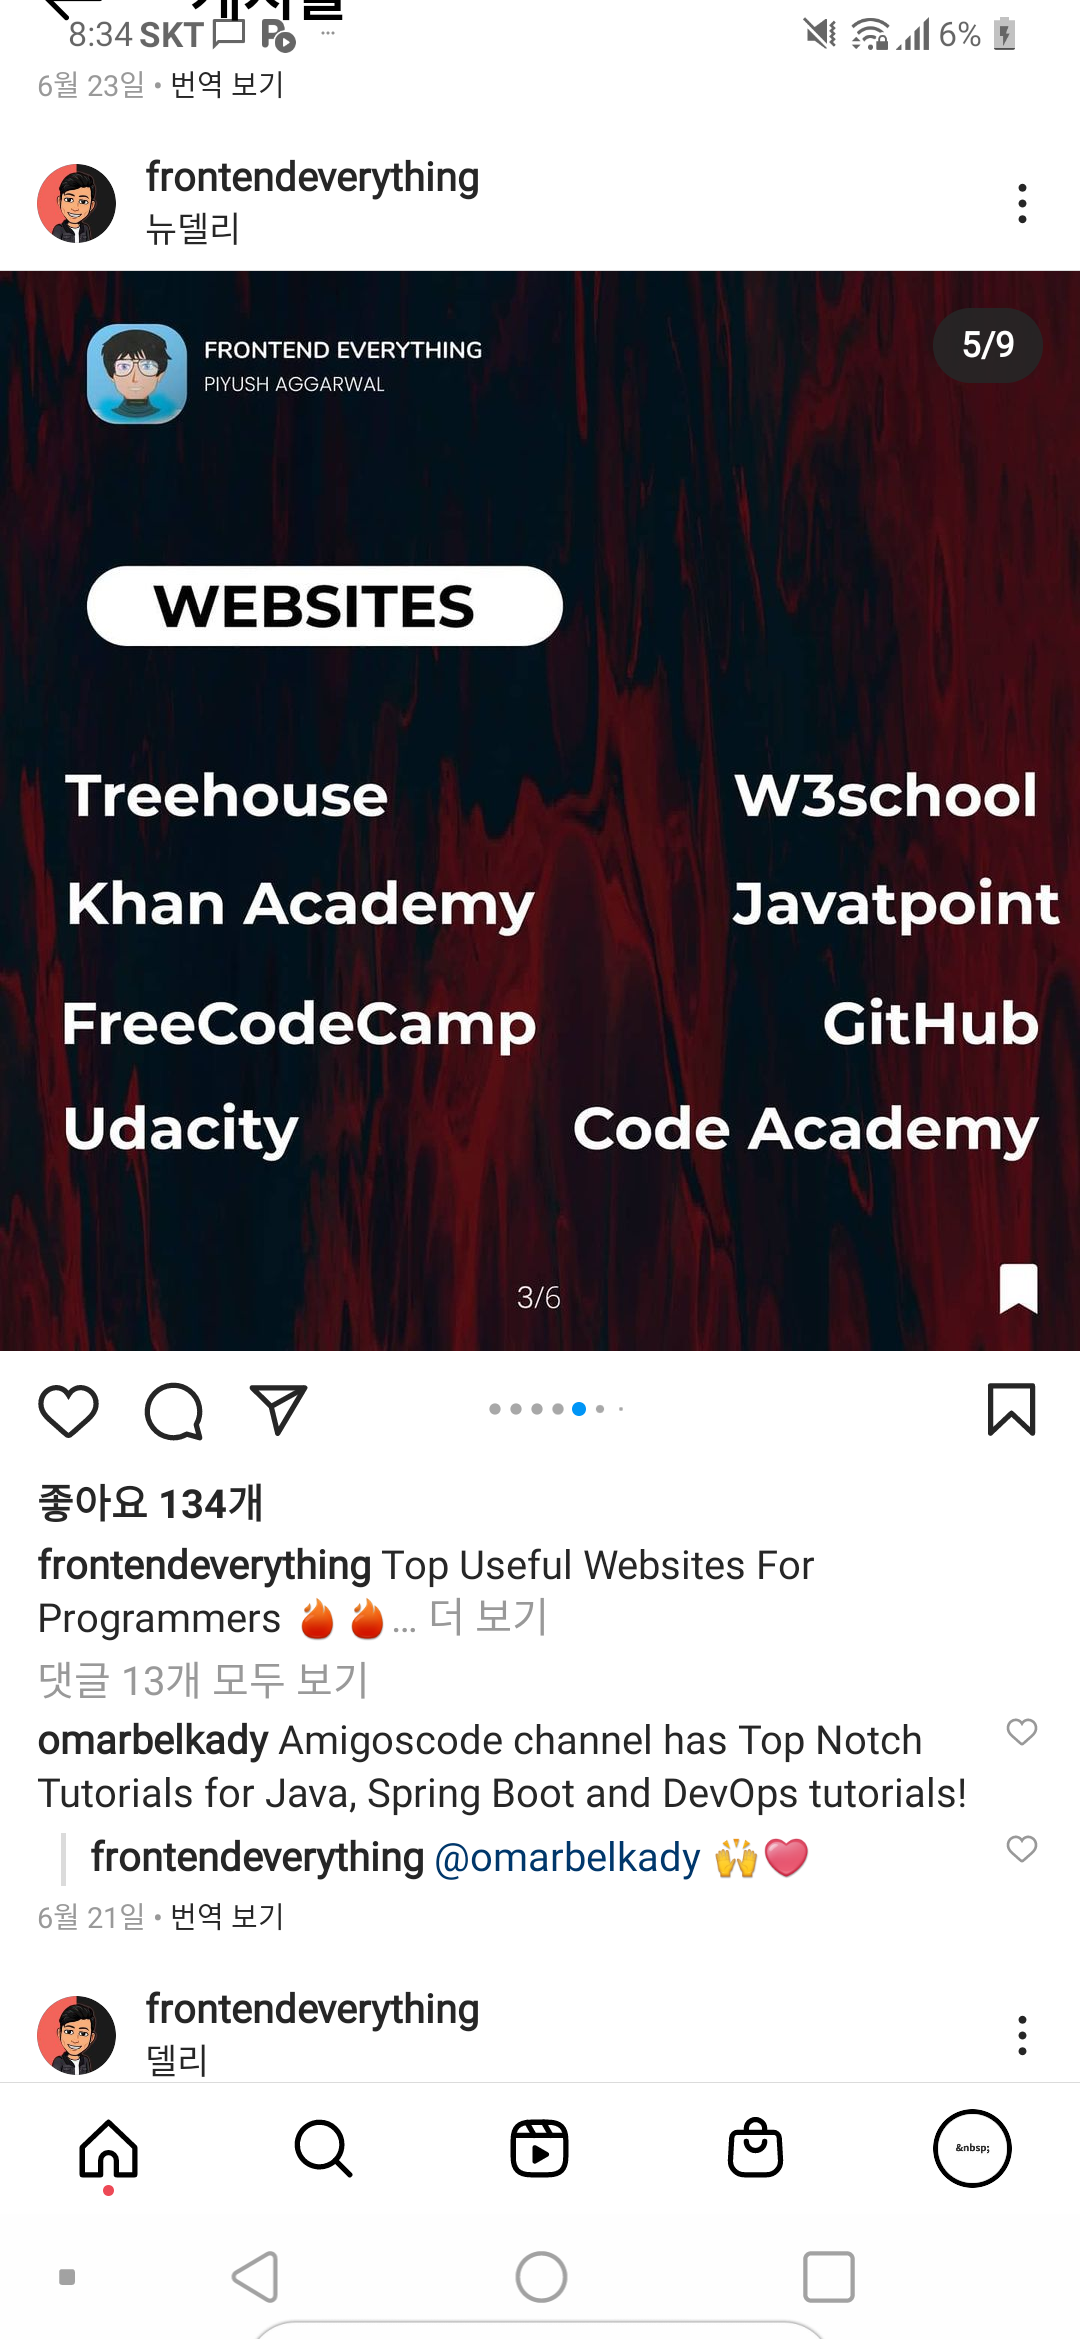 8:34 SKT 6%
6월 23일 • 번역 보기
frontendeverything
뉴델리
FRONTEND EVERYTHING
PIYUSH AGGARWAL
5/9
WEBSITES
Treehouse W3school
Khan Academy Javatpoint
FreeCodeCamp GitHub
Udacity Code Academy
3/6
좋아요 134개
frontendeverything Top Useful Websites For
Programmers 🔥 🔥... 더 보기
댓글 13개 모두 보기
omarbelkady Amigoscode channel has Top Notch
Tutorials for Java, Spring Boot and DevOps tutorials!
frontendeverything @omarbelkady 🙌❤️
6월 21일 • 번역 보기
frontendeverything
델리
&nbsp;